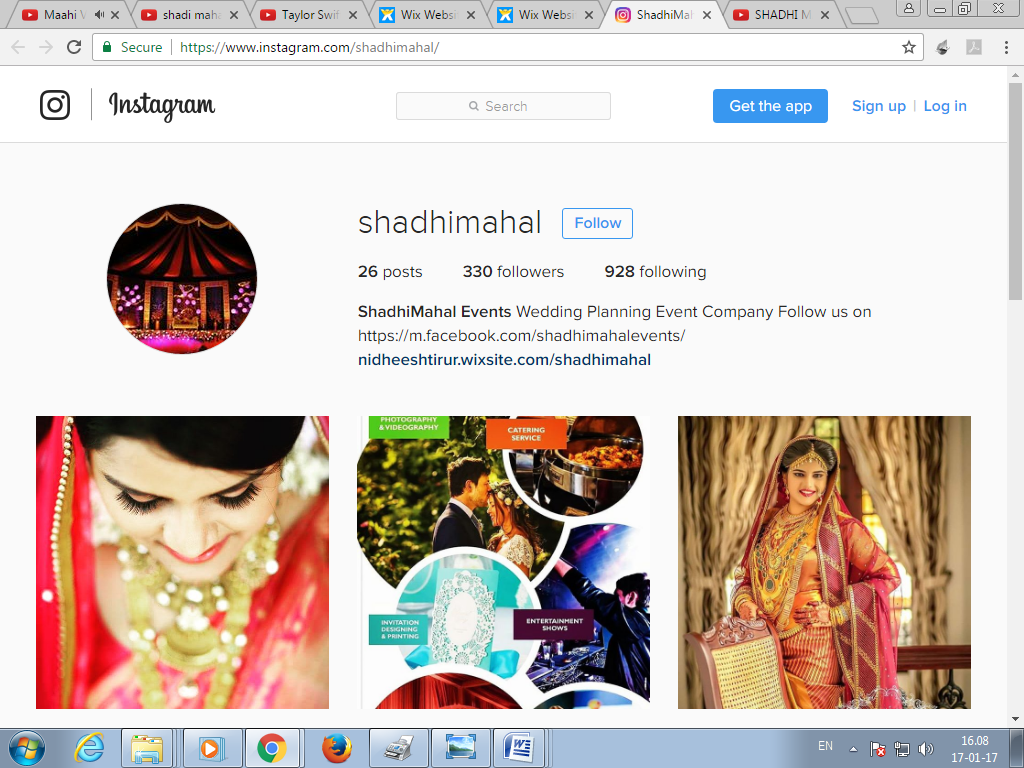 Maahi V
shadi maha
Taylor Swif
Wix Websi
Wix Websi
ShadhiMah
SHADHI M
Secure
https://www.instagram.com/shadhimahal/
Instagram
Search
Get the app
Sign up | Log in
shadhimahal
Follow
26 posts 330 followers 928 following
ShadhiMahal Events Wedding Planning Event Company Follow us on
https://m.facebook.com/shadhimahalevents/
nidheeshtirur.wixsite.com/shadhimahal
PHOTOGRAPHY
& VIDEOGRAPHY
CATERING
SERVICE
INVITATION
DESIGNING
& PRINTING
ENTERTAINMENT
SHOWS
EN
16.08
17-01-17